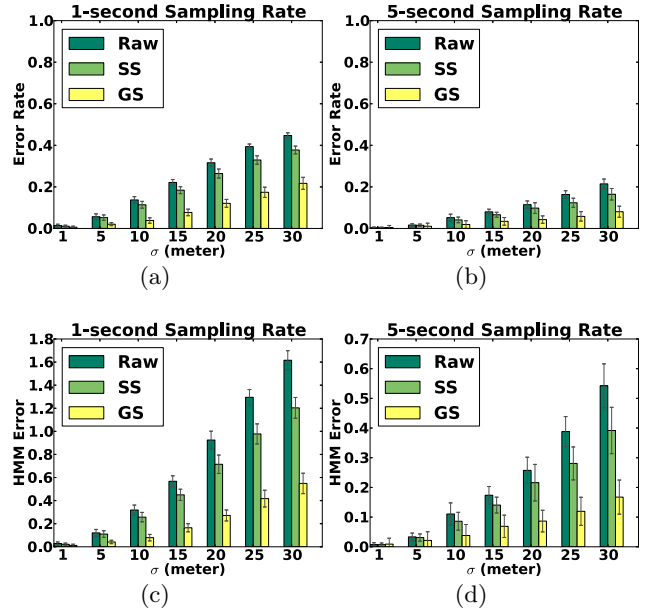 1-second Sampling Rate
Error Rate
1.0
0.8
0.6
0.4
0.2
0.0
Raw
SS
GS
1 5 10 15 20 25 30
σ (meter)
(a)
5-second Sampling Rate
Error Rate
1.0
0.8
0.6
0.4
0.2
0.0
Raw
SS
GS
1 5 10 15 20 25 30
σ (meter)
(b)
1-second Sampling Rate
HMM Error
1.8
1.6
1.4
1.2
1.0
0.8
0.6
0.4
0.2
0.0
Raw
SS
GS
1 5 10 15 20 25 30
σ (meter)
(c)
5-second Sampling Rate
HMM Error
0.7
0.6
0.5
0.4
0.3
0.2
0.1
0.0
Raw
SS
GS
1 5 10 15 20 25 30
σ (meter)
(d)